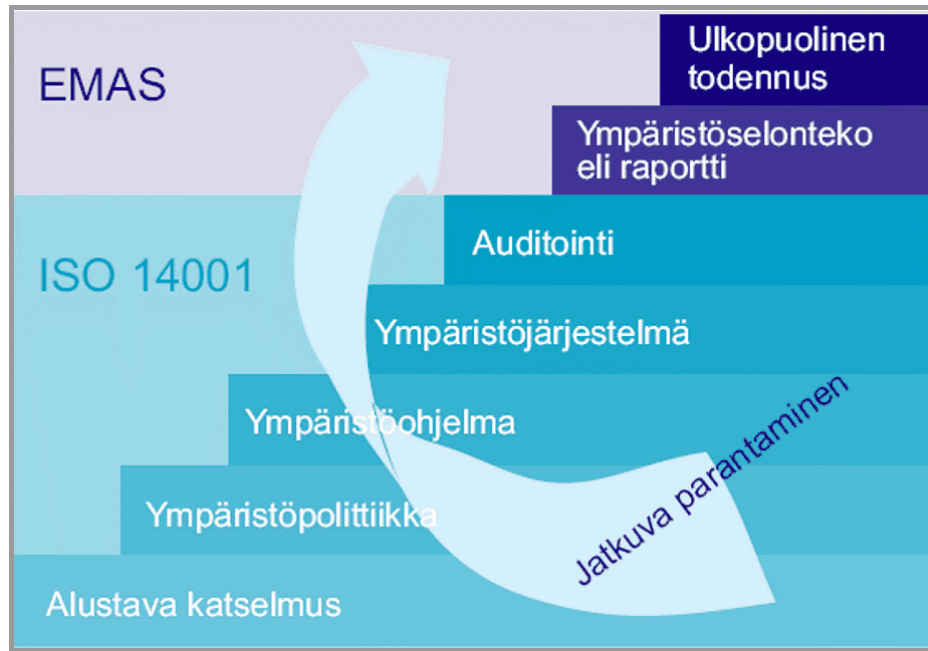 EMAS
Ulkopuolinen
todennus
Ympäristöselonteko
eli raportti
ISO 14001
Auditointi
Ympäristöjärjestelmä
Ympäristöohjelma
Ympäristöpolittiikka
Alustava katselmus
Jatkuva parantaminen